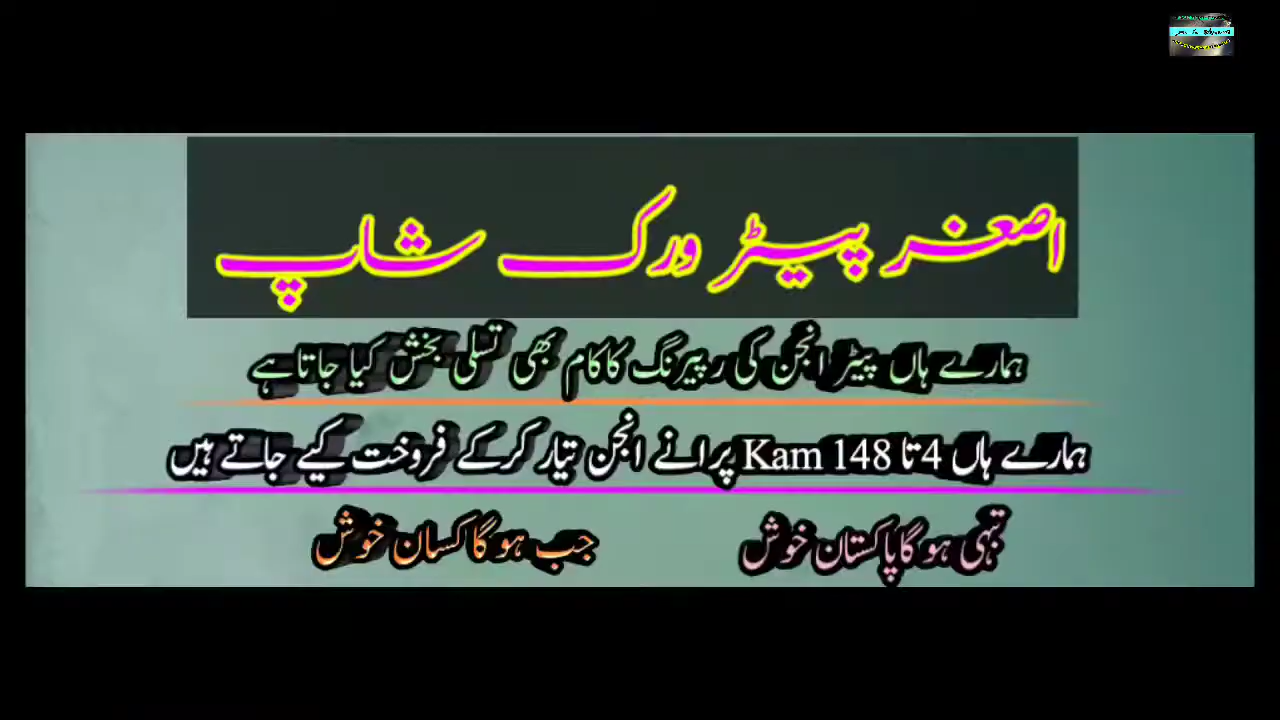 اصغر پیٹر ورک شاپ
ہمارے ہاں پیٹر انجن کی رپیرنگ کا کام بھی تسلی بخش کیا جاتا ہے
ہمارے ہاں 4 تا 148 Kam پرانے انجن تیار کر کے فروخت کیے جاتے ہیں
تبھی ہو گا پاکستان خوش جب ہو گا کسان خوش